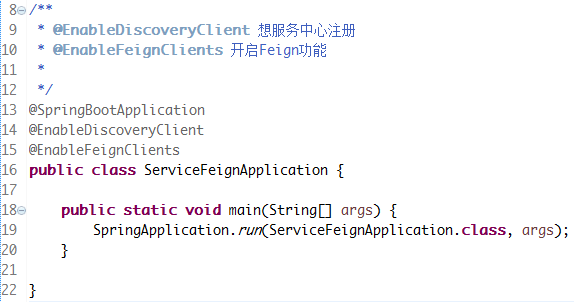 8 /**
9  * @EnableDiscoveryClient 想服务中心注册
10  * @EnableFeignClients 开启Feign功能
11  *
12  */
13 @SpringBootApplication
14 @EnableDiscoveryClient
15 @EnableFeignClients
16 public class ServiceFeignApplication {
17
18     public static void main(String[] args) {
19         SpringApplication.run(ServiceFeignApplication.class, args);
20     }
21
22 }